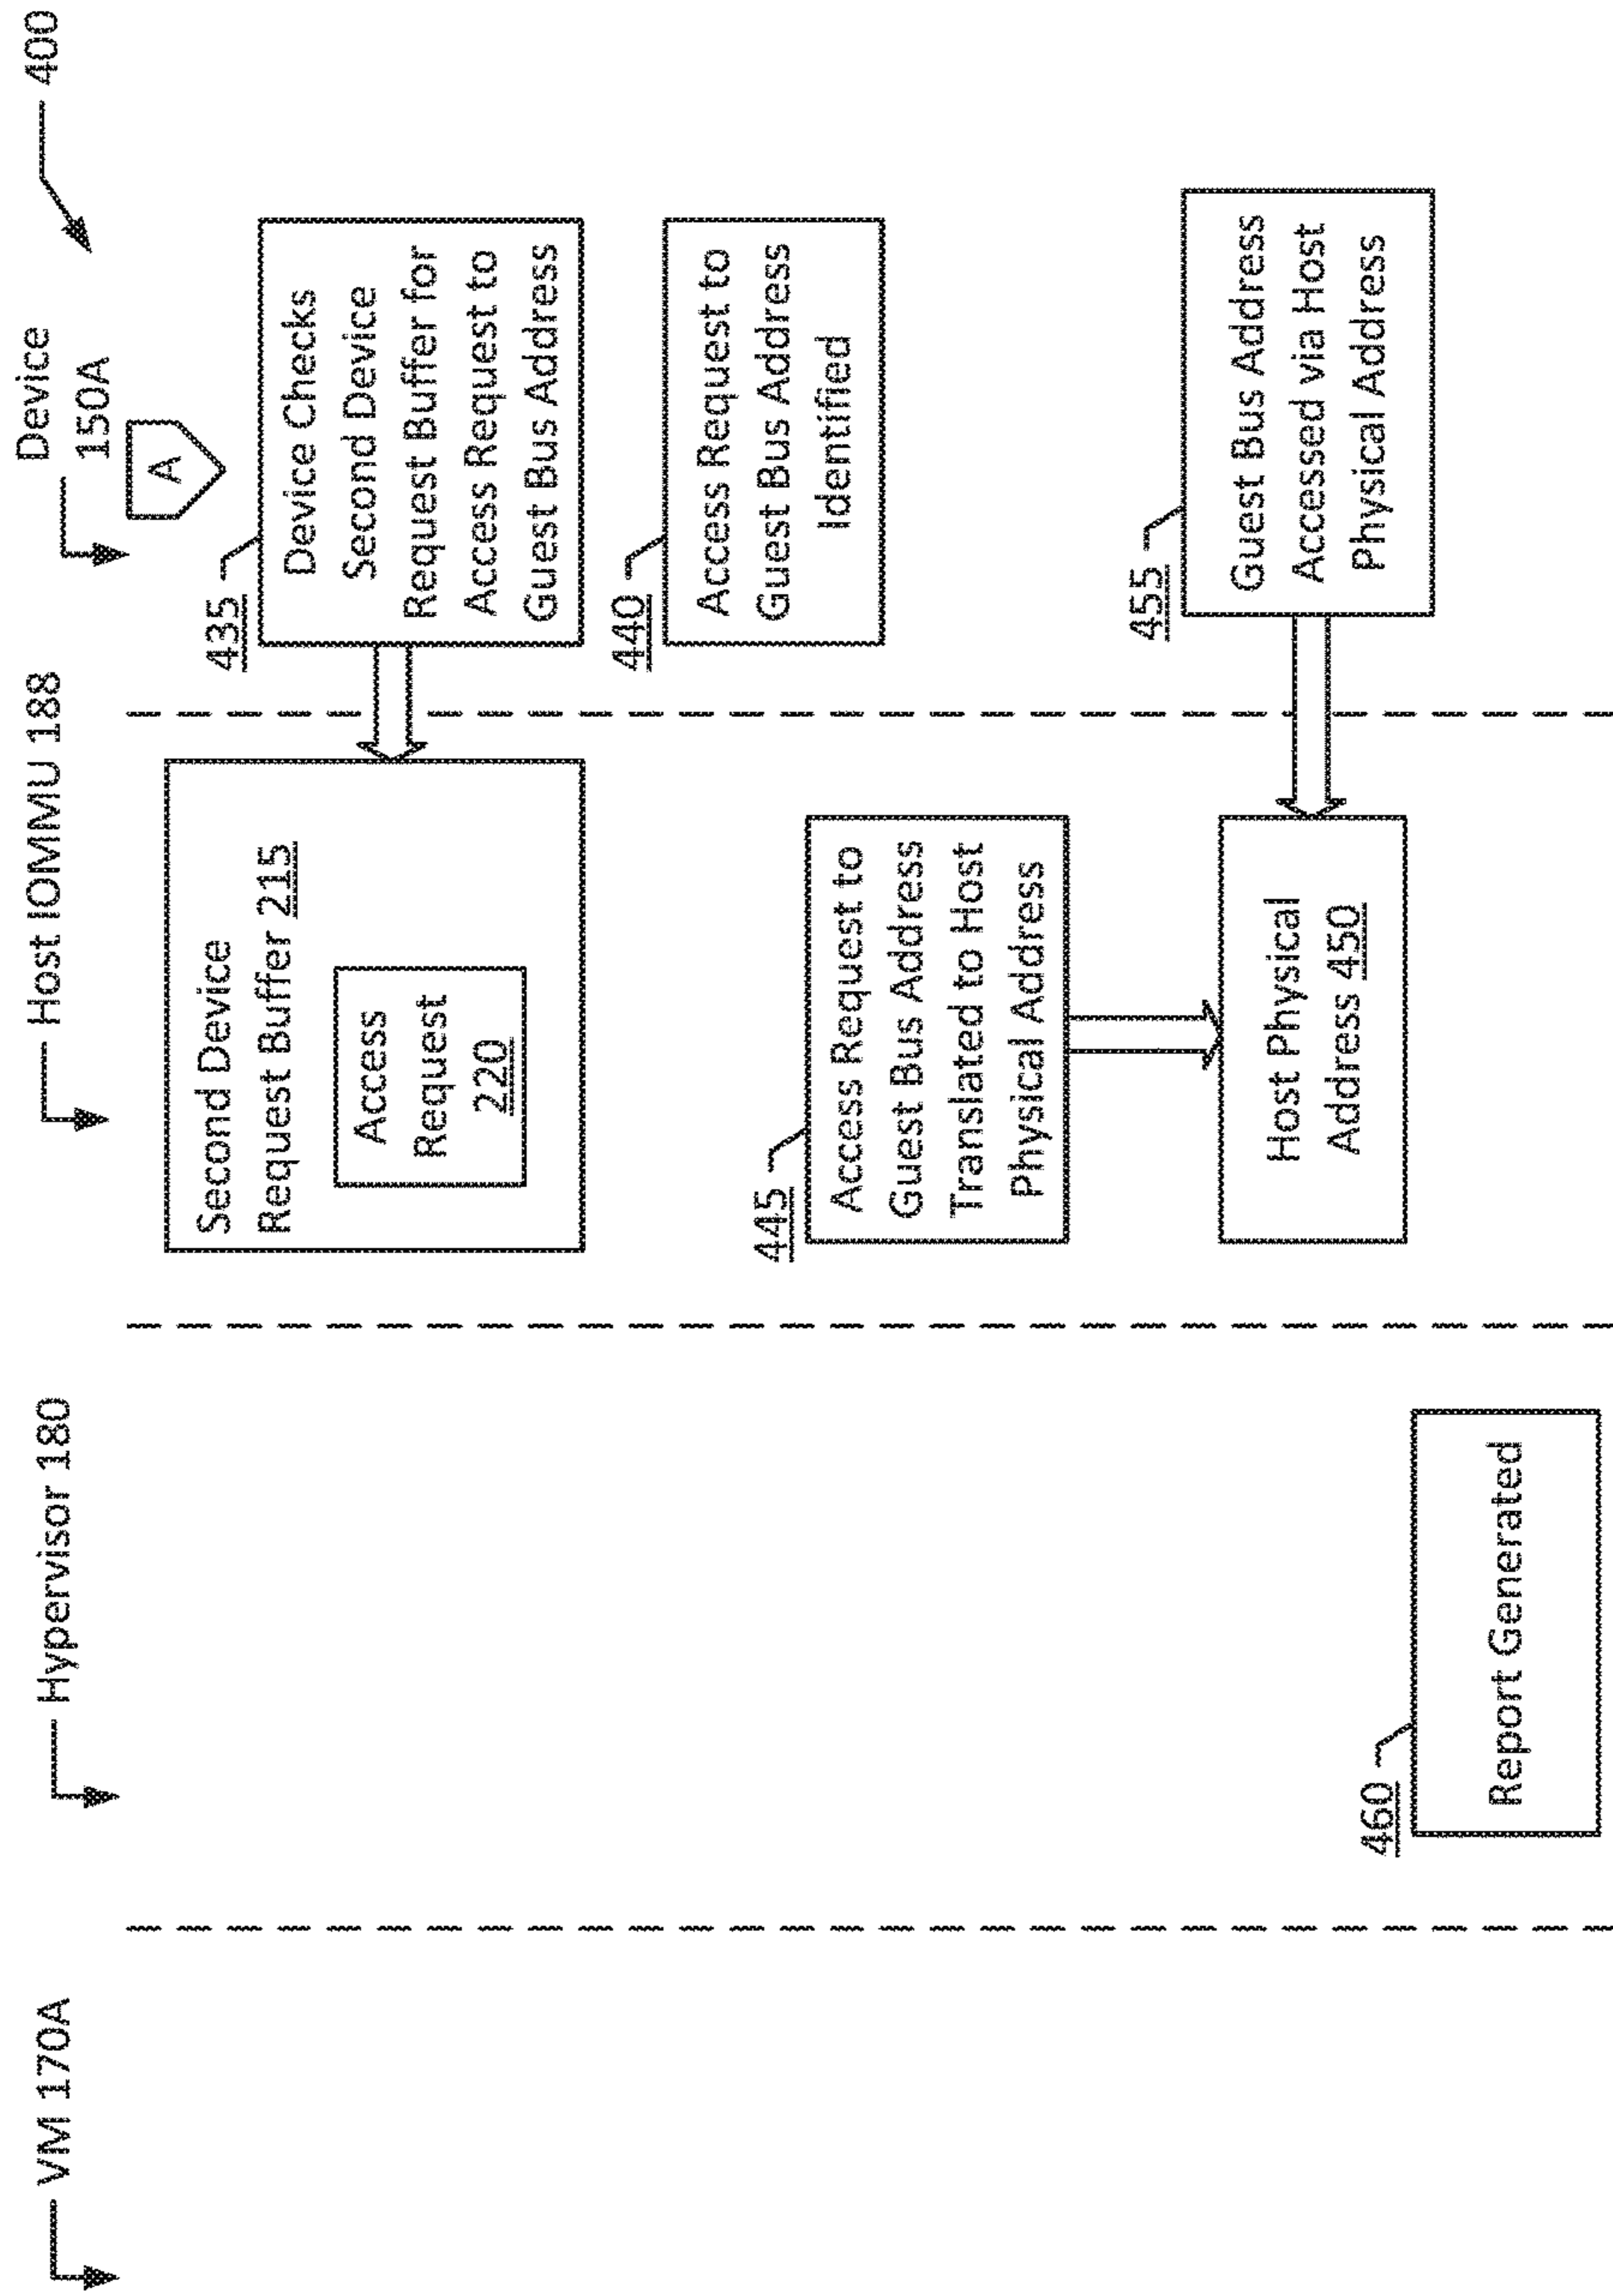 VM 170A
Hypervisor 180
Host IOMMU 188
Device
150A
400
A
435
Device Checks
Second Device
Request Buffer for
Access Request to
Guest Bus Address
Second Device
Request Buffer 215
Access
Request
220
440
Access Request to
Guest Bus Address
Identified
445
Access Request to
Guest Bus Address
Translated to Host
Physical Address
Host Physical
Address 450
455
Guest Bus Address
Accessed via Host
Physical Address
460
Report Generated